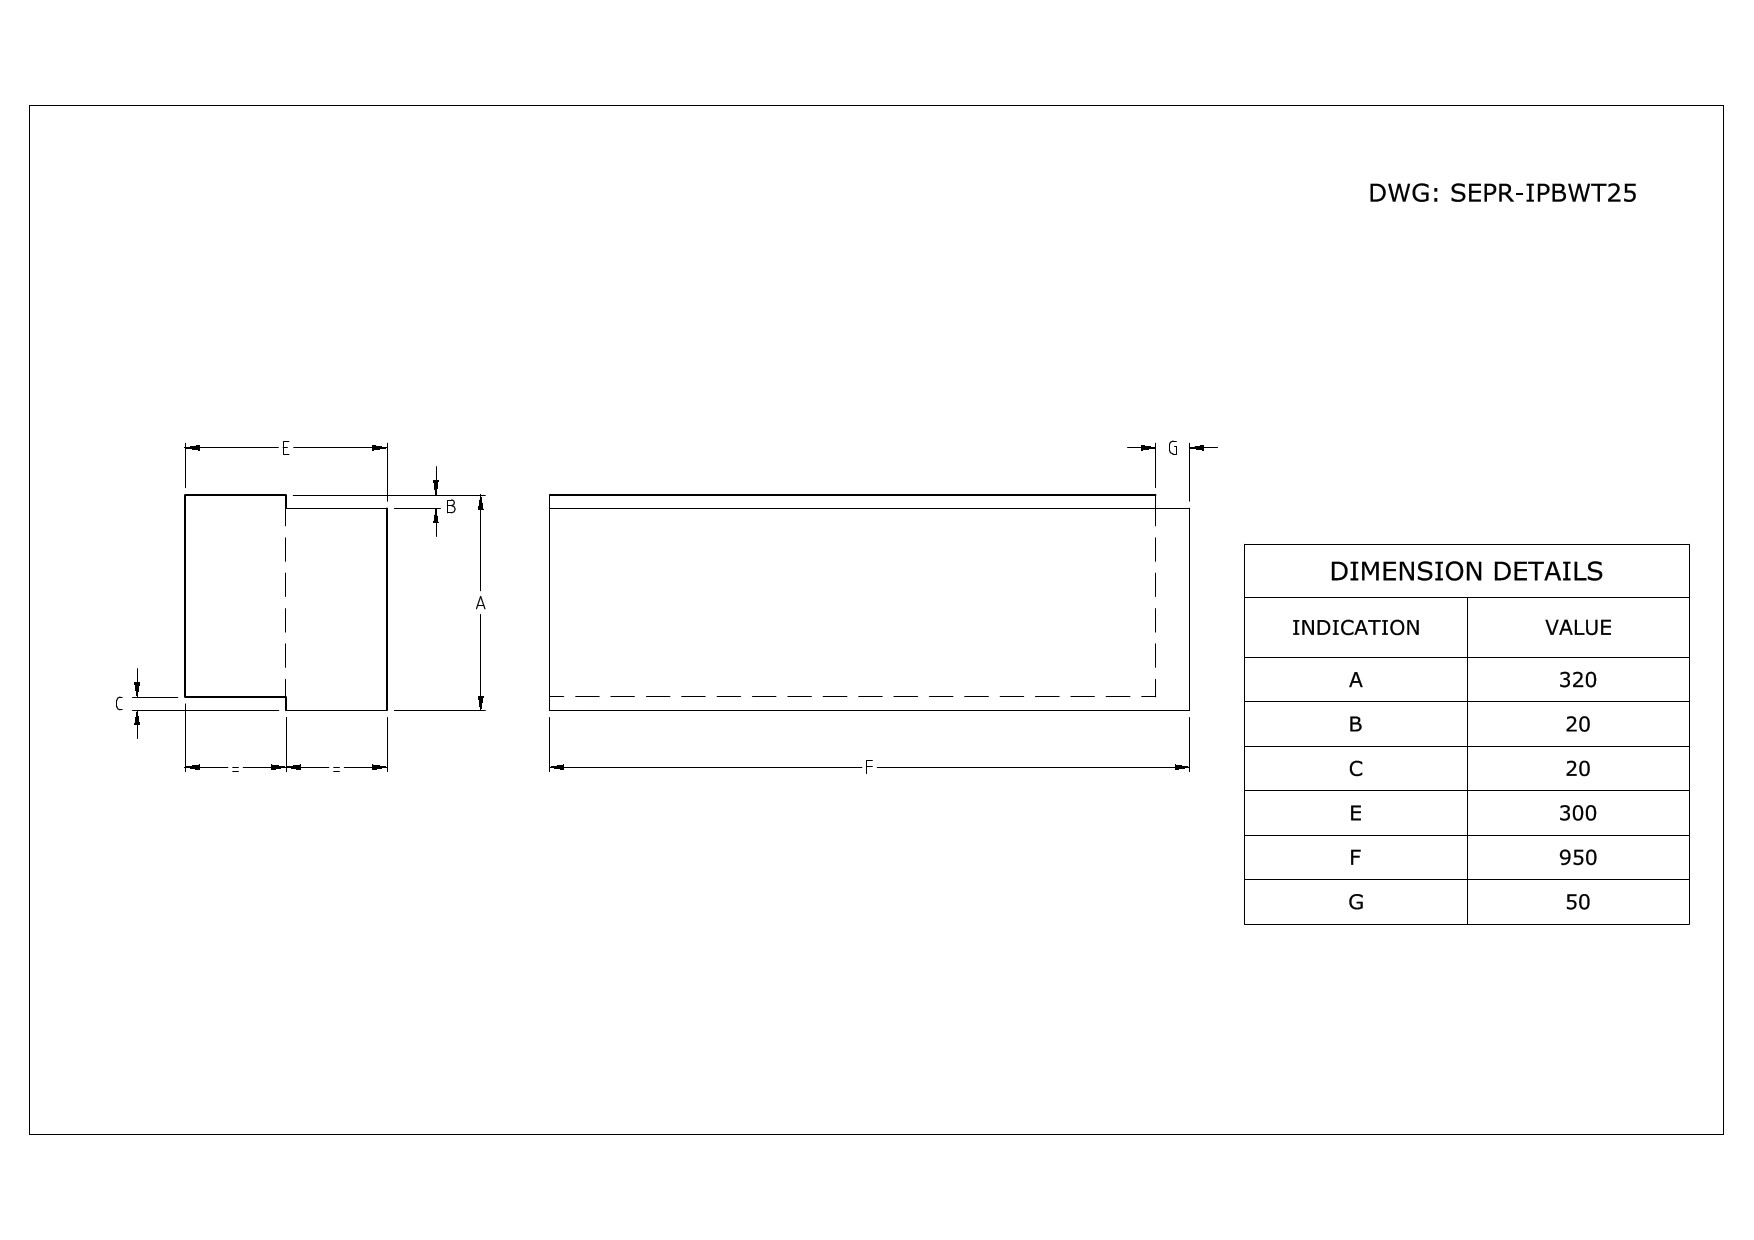 DWG: SEPR-IPBWT25
E
G
B
A
C
= =
F
DIMENSION DETAILS
INDICATION VALUE
A 320
B 20
C 20
E 300
F 950
G 50